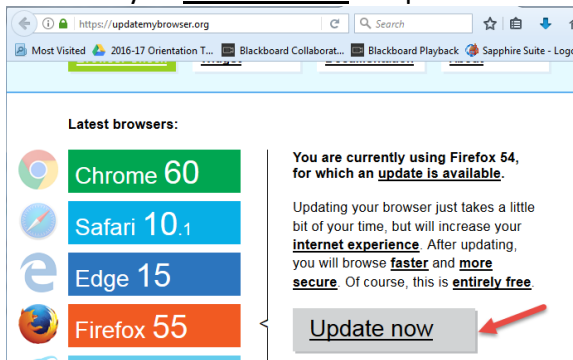 https://updatemybrowser.org
Search
Most Visited 2016-17 Orientation T... Blackboard Collaborat... Blackboard Playback Sapphire Suite - Logo
Latest browsers:
Chrome 60
Safari 10.1
Edge 15
Firefox 55
You are currently using Firefox 54,
for which an update is available.
Updating your browser just takes a little
bit of your time, but will increase your
internet experience. After updating,
you will browse faster and more
secure. Of course, this is entirely free.
Update now